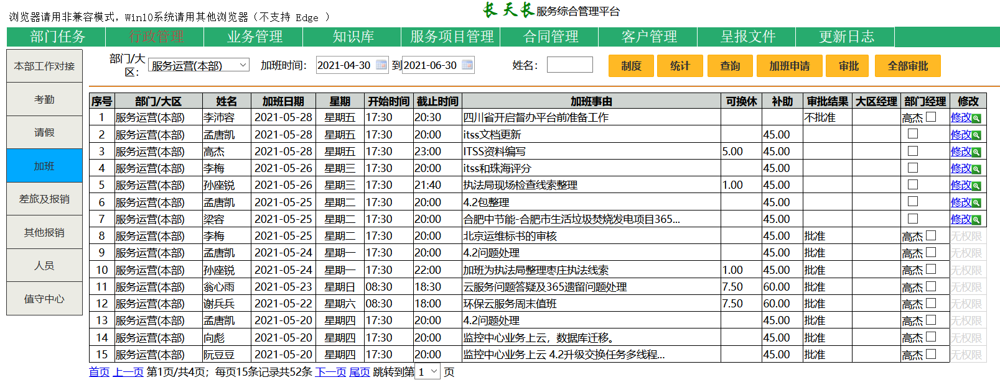 长天长服务综合管理平台
浏览器请用非兼容模式，Win10系统请用其他浏览器（不支持 Edge ）
部门任务 行政管理 业务管理 知识库 服务项目管理 合同管理 客户管理 呈报文件 更新日志
本部工作对接
考勤
请假
加班
差旅及报销
其他报销
人员
值守中心
部门/大区： 服务运营(本部) 加班时间： 2021-04-30 到 2021-06-30 姓名： 制度 统计 查询 加班申请 审批 全部审批
序号 部门/大区 姓名 加班日期 星期 开始时间 截止时间 加班事由 可换休 补助 审批结果 大区经理 部门经理 修改
1 服务运营(本部) 李沛容 2021-05-28 星期五 17:30 20:30 四川省开启督办平台前准备工作 不批准 高杰 修改
2 服务运营(本部) 孟唐凯 2021-05-28 星期五 17:30 20:00 itss文档更新 45.00 修改
3 服务运营(本部) 高杰 2021-05-28 星期五 17:30 23:00 ITSS资料编写 5.00 45.00 修改
4 服务运营(本部) 李梅 2021-05-26 星期三 17:30 20:00 itss和珠海评分 45.00 修改
5 服务运营(本部) 孙座锐 2021-05-26 星期三 17:30 21:40 执法局现场检查线索整理 1.00 45.00 修改
6 服务运营(本部) 孟唐凯 2021-05-25 星期二 17:30 20:00 4.2包整理 45.00 修改
7 服务运营(本部) 梁容 2021-05-25 星期二 17:30 20:00 合肥中节能-合肥市生活垃圾焚烧发电项目365... 45.00 修改
8 服务运营(本部) 李梅 2021-05-25 星期二 17:30 20:00 北京运维标书的审核 45.00 批准 高杰 无权限
9 服务运营(本部) 孟唐凯 2021-05-24 星期一 17:30 20:00 4.2问题处理 45.00 批准 高杰 无权限
10 服务运营(本部) 孙座锐 2021-05-24 星期一 17:30 22:00 加班为执法局整理枣庄执法线索 1.00 45.00 批准 高杰 无权限
11 服务运营(本部) 翁心雨 2021-05-23 星期日 08:30 18:30 云服务问题答疑及365遗留问题处理 7.50 60.00 批准 高杰 无权限
12 服务运营(本部) 谢兵兵 2021-05-22 星期六 08:30 18:00 环保云服务周末值班 7.50 60.00 批准 高杰 无权限
13 服务运营(本部) 孟唐凯 2021-05-20 星期四 17:30 20:00 4.2问题处理 45.00 批准 高杰 无权限
14 服务运营(本部) 向彪 2021-05-20 星期四 17:30 20:00 监控中心业务上云，数据库迁移。 45.00 批准 高杰 无权限
15 服务运营(本部) 阮豆豆 2021-05-20 星期四 17:30 20:00 监控中心业务上云 4.2升级交换任务多线程... 45.00 批准 高杰 无权限
首页 上一页 第1页/共4页；每页15条记录共52条 下一页 尾页 跳转到第 1 页